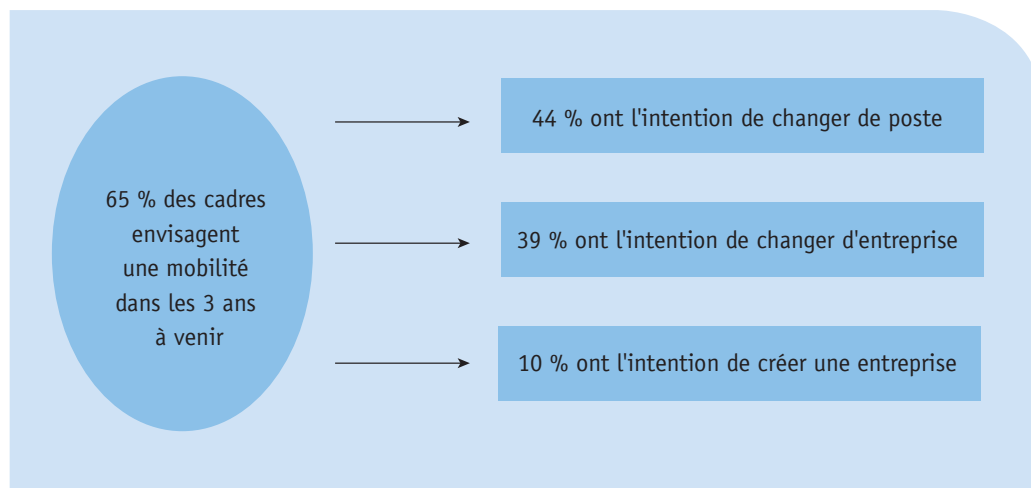 65 % des cadres
envisagent
une mobilité
dans les 3 ans
à venir
44 % ont l'intention de changer de poste
39 % ont l'intention de changer d'entreprise
10 % ont l'intention de créer une entreprise